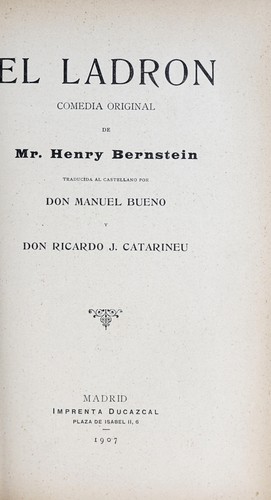 EL LADRON
COMEDIA ORIGINAL
DE
Mr. Henry Bernstein
TRADUCIDA AL CASTELLANO POR
DON MANUEL BUENO
Y
DON RICARDO J. CATARINEU
MADRID
IMPRENTA DUCAZCAL
PLAZA DE ISABEL II, 6
1907